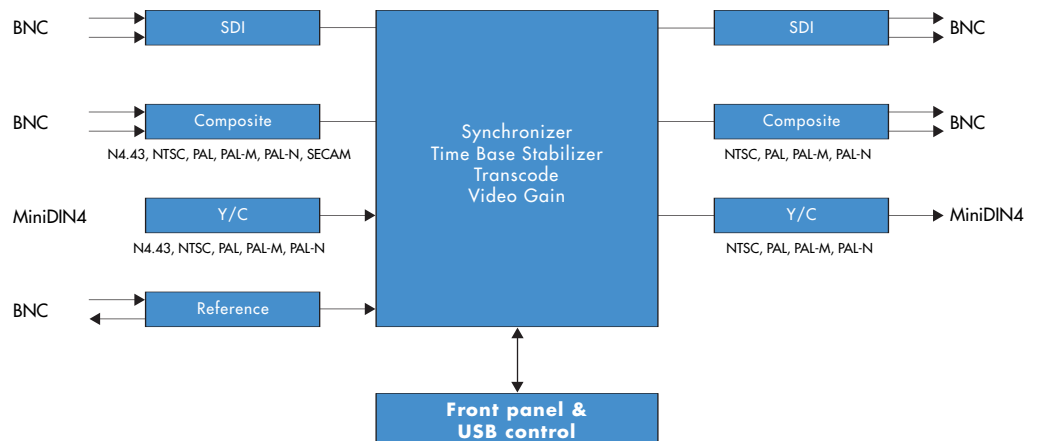 BNC
SDI
SDI
BNC
BNC
Composite
N4.43, NTSC, PAL, PAL-M, PAL-N, SECAM
Synchronizer
Time Base Stabilizer
Transcode
Video Gain
Composite
NTSC, PAL, PAL-M, PAL-N
BNC
MiniDIN4
Y/C
N4.43, NTSC, PAL, PAL-M, PAL-N
Y/C
NTSC, PAL, PAL-M, PAL-N
MiniDIN4
BNC
Reference
Front panel &
USB control